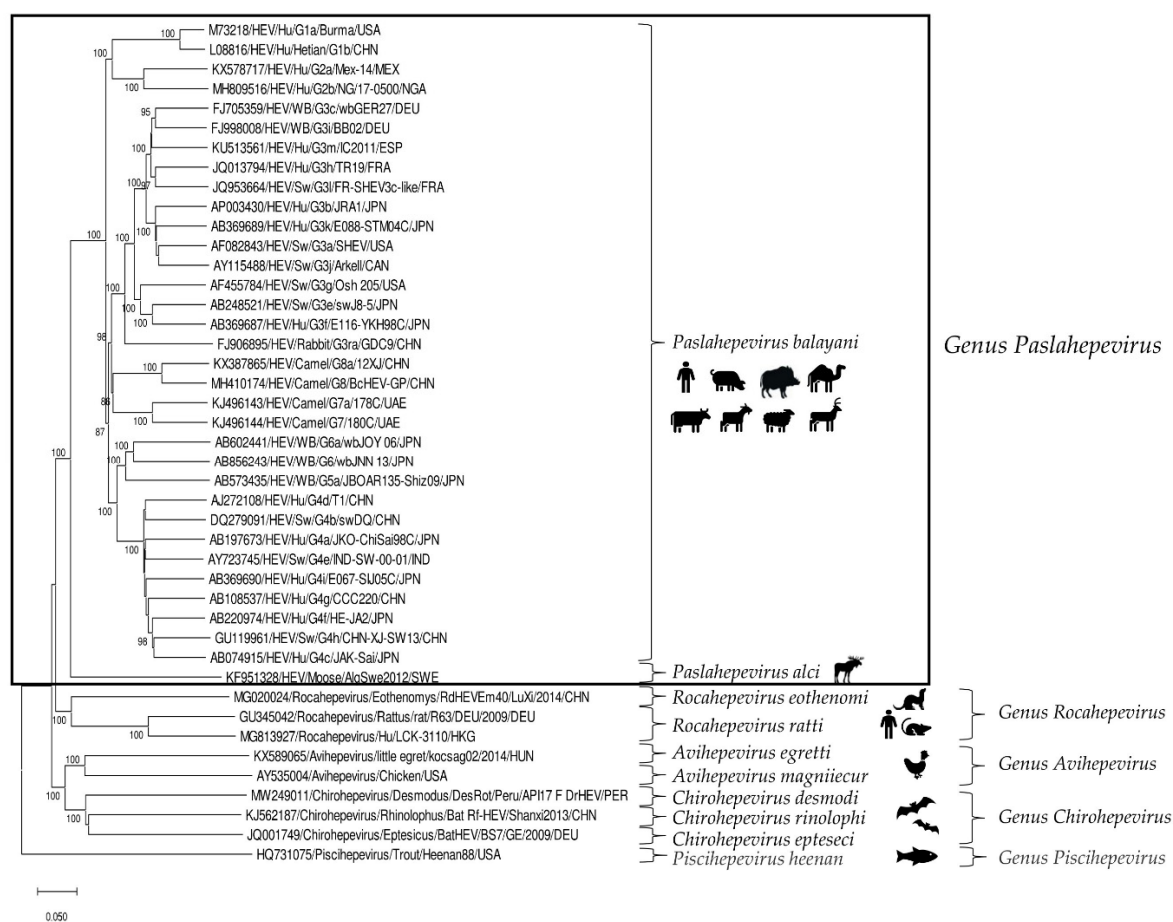 M73218/HEV/Hu/G1a/Burma/USA
L08816/HEV/Hu/Hetian/G1b/CHN
KX578717/HEV/Hu/G2a/Mex-14/MEX
MH809516/HEV/Hu/G2b/NG/17-0500/NGA
FJ705359/HEV/WB/G3c/wbGER27/DEU
FJ998008/HEV/WB/G3i/BB02/DEU
KU513561/HEV/Hu/G3m/IC2011/ESP
JQ013794/HEV/Hu/G3h/TR19/FRA
JQ953664/HEV/Sw/G3l/FR-SHEV3c-like/FRA
AP003430/HEV/Hu/G3b/JRA1/JPN
AB369689/HEV/Hu/G3k/E088-STM04C/JPN
AF082843/HEV/Sw/G3a/SHEV/USA
AY115488/HEV/Sw/G3j/Arkell/CAN
AF455784/HEV/Sw/G3g/Osh 205/USA
AB248521/HEV/Sw/G3e/swJ8-5/JPN
AB369687/HEV/Hu/G3f/E116-YKH98C/JPN
FJ906895/HEV/Rabbit/G3ra/GDC9/CHN
KX387865/HEV/Camel/G8a/12XJ/CHN
MH410174/HEV/Camel/G8/BcHEV-GP/CHN
KJ496143/HEV/Camel/G7a/178C/UAE
KJ496144/HEV/Camel/G7/180C/UAE
AB602441/HEV/WB/G6a/wbJOY 06/JPN
AB856243/HEV/WB/G6/wbJNN 13/JPN
AB573435/HEV/WB/G5a/JBOAR135-Shiz09/JPN
AJ272108/HEV/Hu/G4d/T1/CHN
DQ279091/HEV/Sw/G4b/swDQ/CHN
AB197673/HEV/Hu/G4a/JKO-ChiSai98C/JPN
AY723745/HEV/Sw/G4e/IND-SW-00-01/IND
AB369690/HEV/Hu/G4i/E067-SIJ05C/JPN
AB108537/HEV/Hu/G4g/CCC220/CHN
AB220974/HEV/Hu/G4f/HE-JA2/JPN
GU119961/HEV/Sw/G4h/CHN-XJ-SW13/CHN
AB074915/HEV/Hu/G4c/JAK-Sai/JPN
KF951328/HEV/Moose/AlgSwe2012/SWE
MG020024/Rocahepevirus/Eothenomys/RdHEVEm40/LuXi/2014/CHN
GU345042/Rocahepevirus/Rattus/rat/R63/DEU/2009/DEU
MG813927/Rocahepevirus/Hu/LCK-3110/HKG
KX589065/Avihepevirus/little egret/kocsag02/2014/HUN
AY535004/Avihepevirus/Chicken/USA
MW249011/Chirohepevirus/Desmodus/DesRot/Peru/API17 F DrHEV/PER
KJ562187/Chirohepevirus/Rhinolophus/Bat Rf-HEV/Shanxi2013/CHN
JQ001749/Chirohepevirus/Eptesicus/BatHEV/BS7/GE/2009/DEU
HQ731075/Piscihepevirus/Trout/Heenan88/USA
100
100
100
95
100
100
100
97
100
100
100
100
98
100
86
100
87
100
100
100
100
98
100
100
100
100
100
100
0.050
Paslahepevirus balayani
Paslahepevirus alci
Rocahepevirus eothenomi
Rocahepevirus ratti
Avihepevirus egretti
Avihepevirus magniiecur
Chirohepevirus desmodi
Chirohepevirus rinolophi
Chirohepevirus epteseci
Piscihepevirus heenan
Genus Paslahepevirus
Genus Rocahepevirus
Genus Avihepevirus
Genus Chirohepevirus
Genus Piscihepevirus